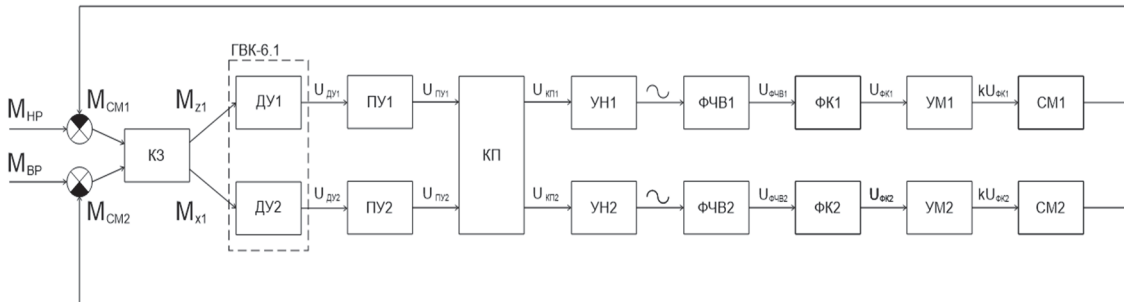 ГВК-6.1
M_НР
M_СМ1
M_z1
ДУ1
U_ДУ1
ПУ1
U_ПУ1
U_КП1
УН1
ФЧВ1
U_ФЧВ1
ФК1
U_ФК1
УМ1
kU_ФК1
СМ1
КЗ
КП
M_ВР
M_СМ2
M_x1
ДУ2
U_ДУ2
ПУ2
U_ПУ2
U_КП2
УН2
ФЧВ2
U_ФЧВ2
ФК2
U_ФК2
УМ2
kU_ФК2
СМ2